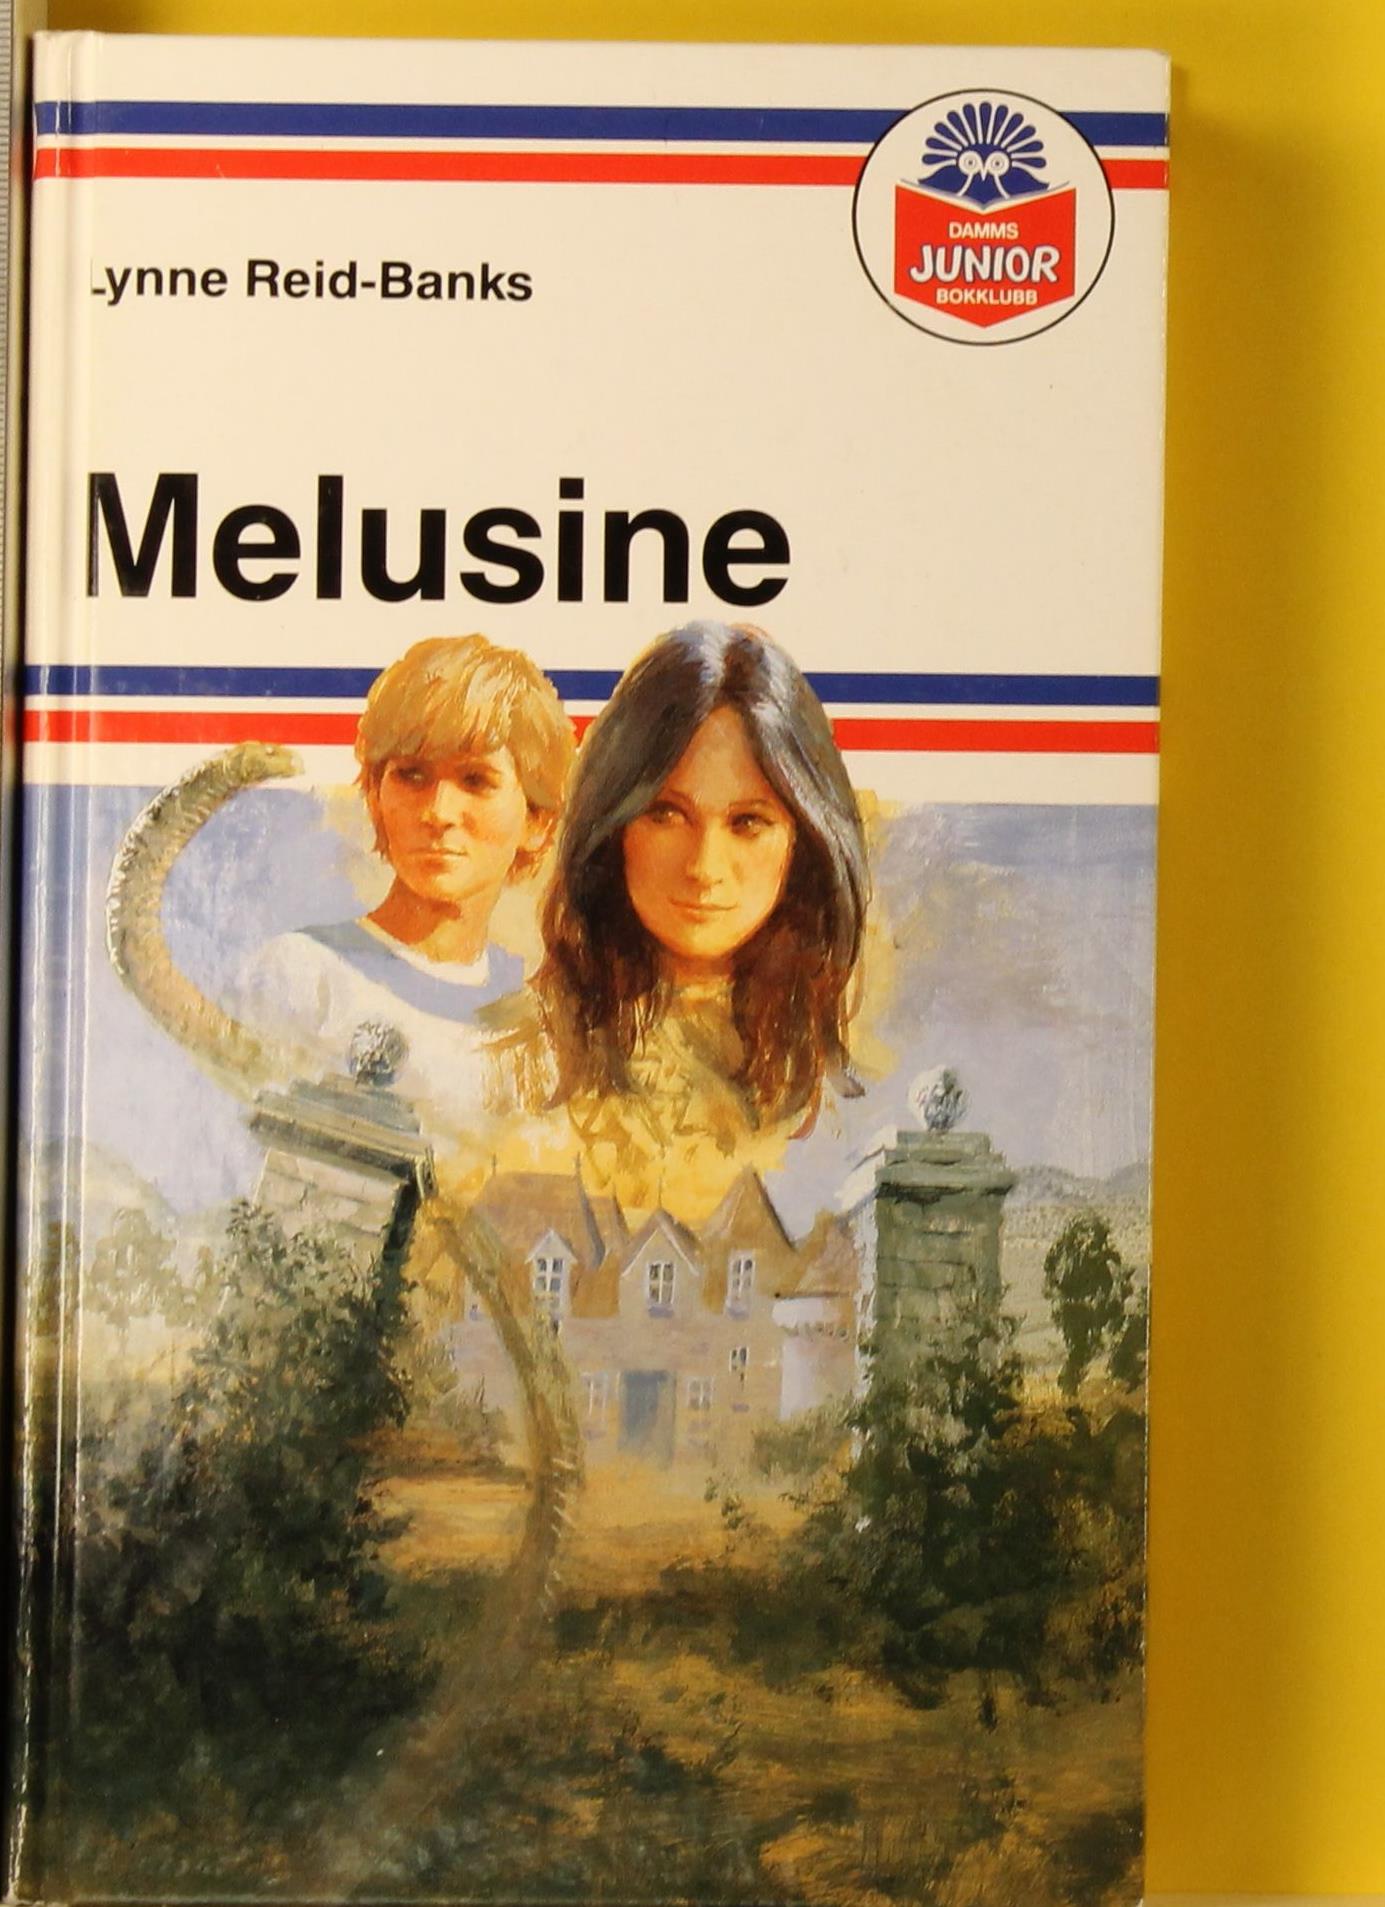 Lynne Reid-Banks
DAMMS
JUNIOR
BOKKLUBB
Melusine